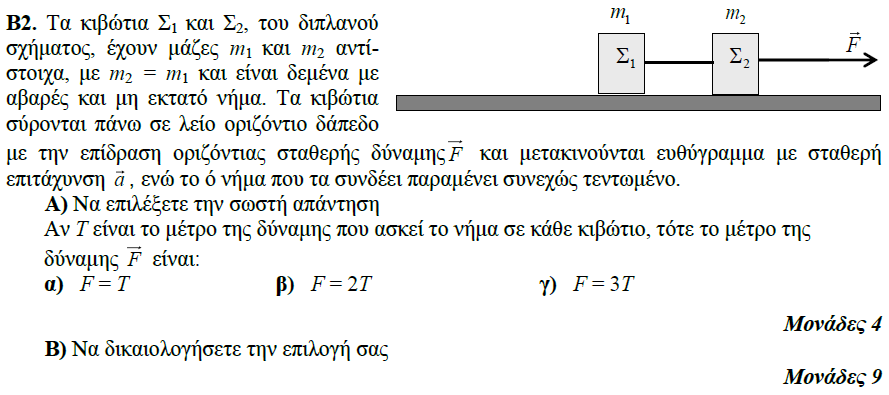 m1 m2
B2. Τα κιβώτια Σ1 και Σ2, του διπλανού
σχήματος, έχουν μάζες m1 και m2 αντί-
στοιχα, με m2 = m1 και είναι δεμένα με
αβαρές και μη εκτατό νήμα. Τα κιβώτια
σύρονται πάνω σε λείο οριζόντιο δάπεδο
Σ1 Σ2 F
με την επίδραση οριζόντιας σταθερής δύναμης F και μετακινούνται ευθύγραμμα με σταθερή
επιτάχυνση a , ενώ το ό νήμα που τα συνδέει παραμένει συνεχώς τεντωμένο.
Α) Να επιλέξετε την σωστή απάντηση
Αν T είναι το μέτρο της δύναμης που ασκεί το νήμα σε κάθε κιβώτιο, τότε το μέτρο της
δύναμης F είναι:
α) F = T β) F = 2T γ) F = 3T
Μονάδες 4
Β) Να δικαιολογήσετε την επιλογή σας
Μονάδες 9